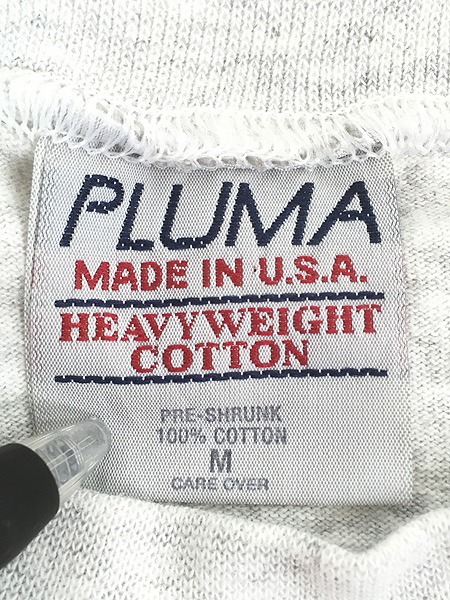 PLUMA
MADE IN U.S.A.
HEAVYWEIGHT
COTTON
PRE-SHRUNK
100% COTTON
M
CARE OVER